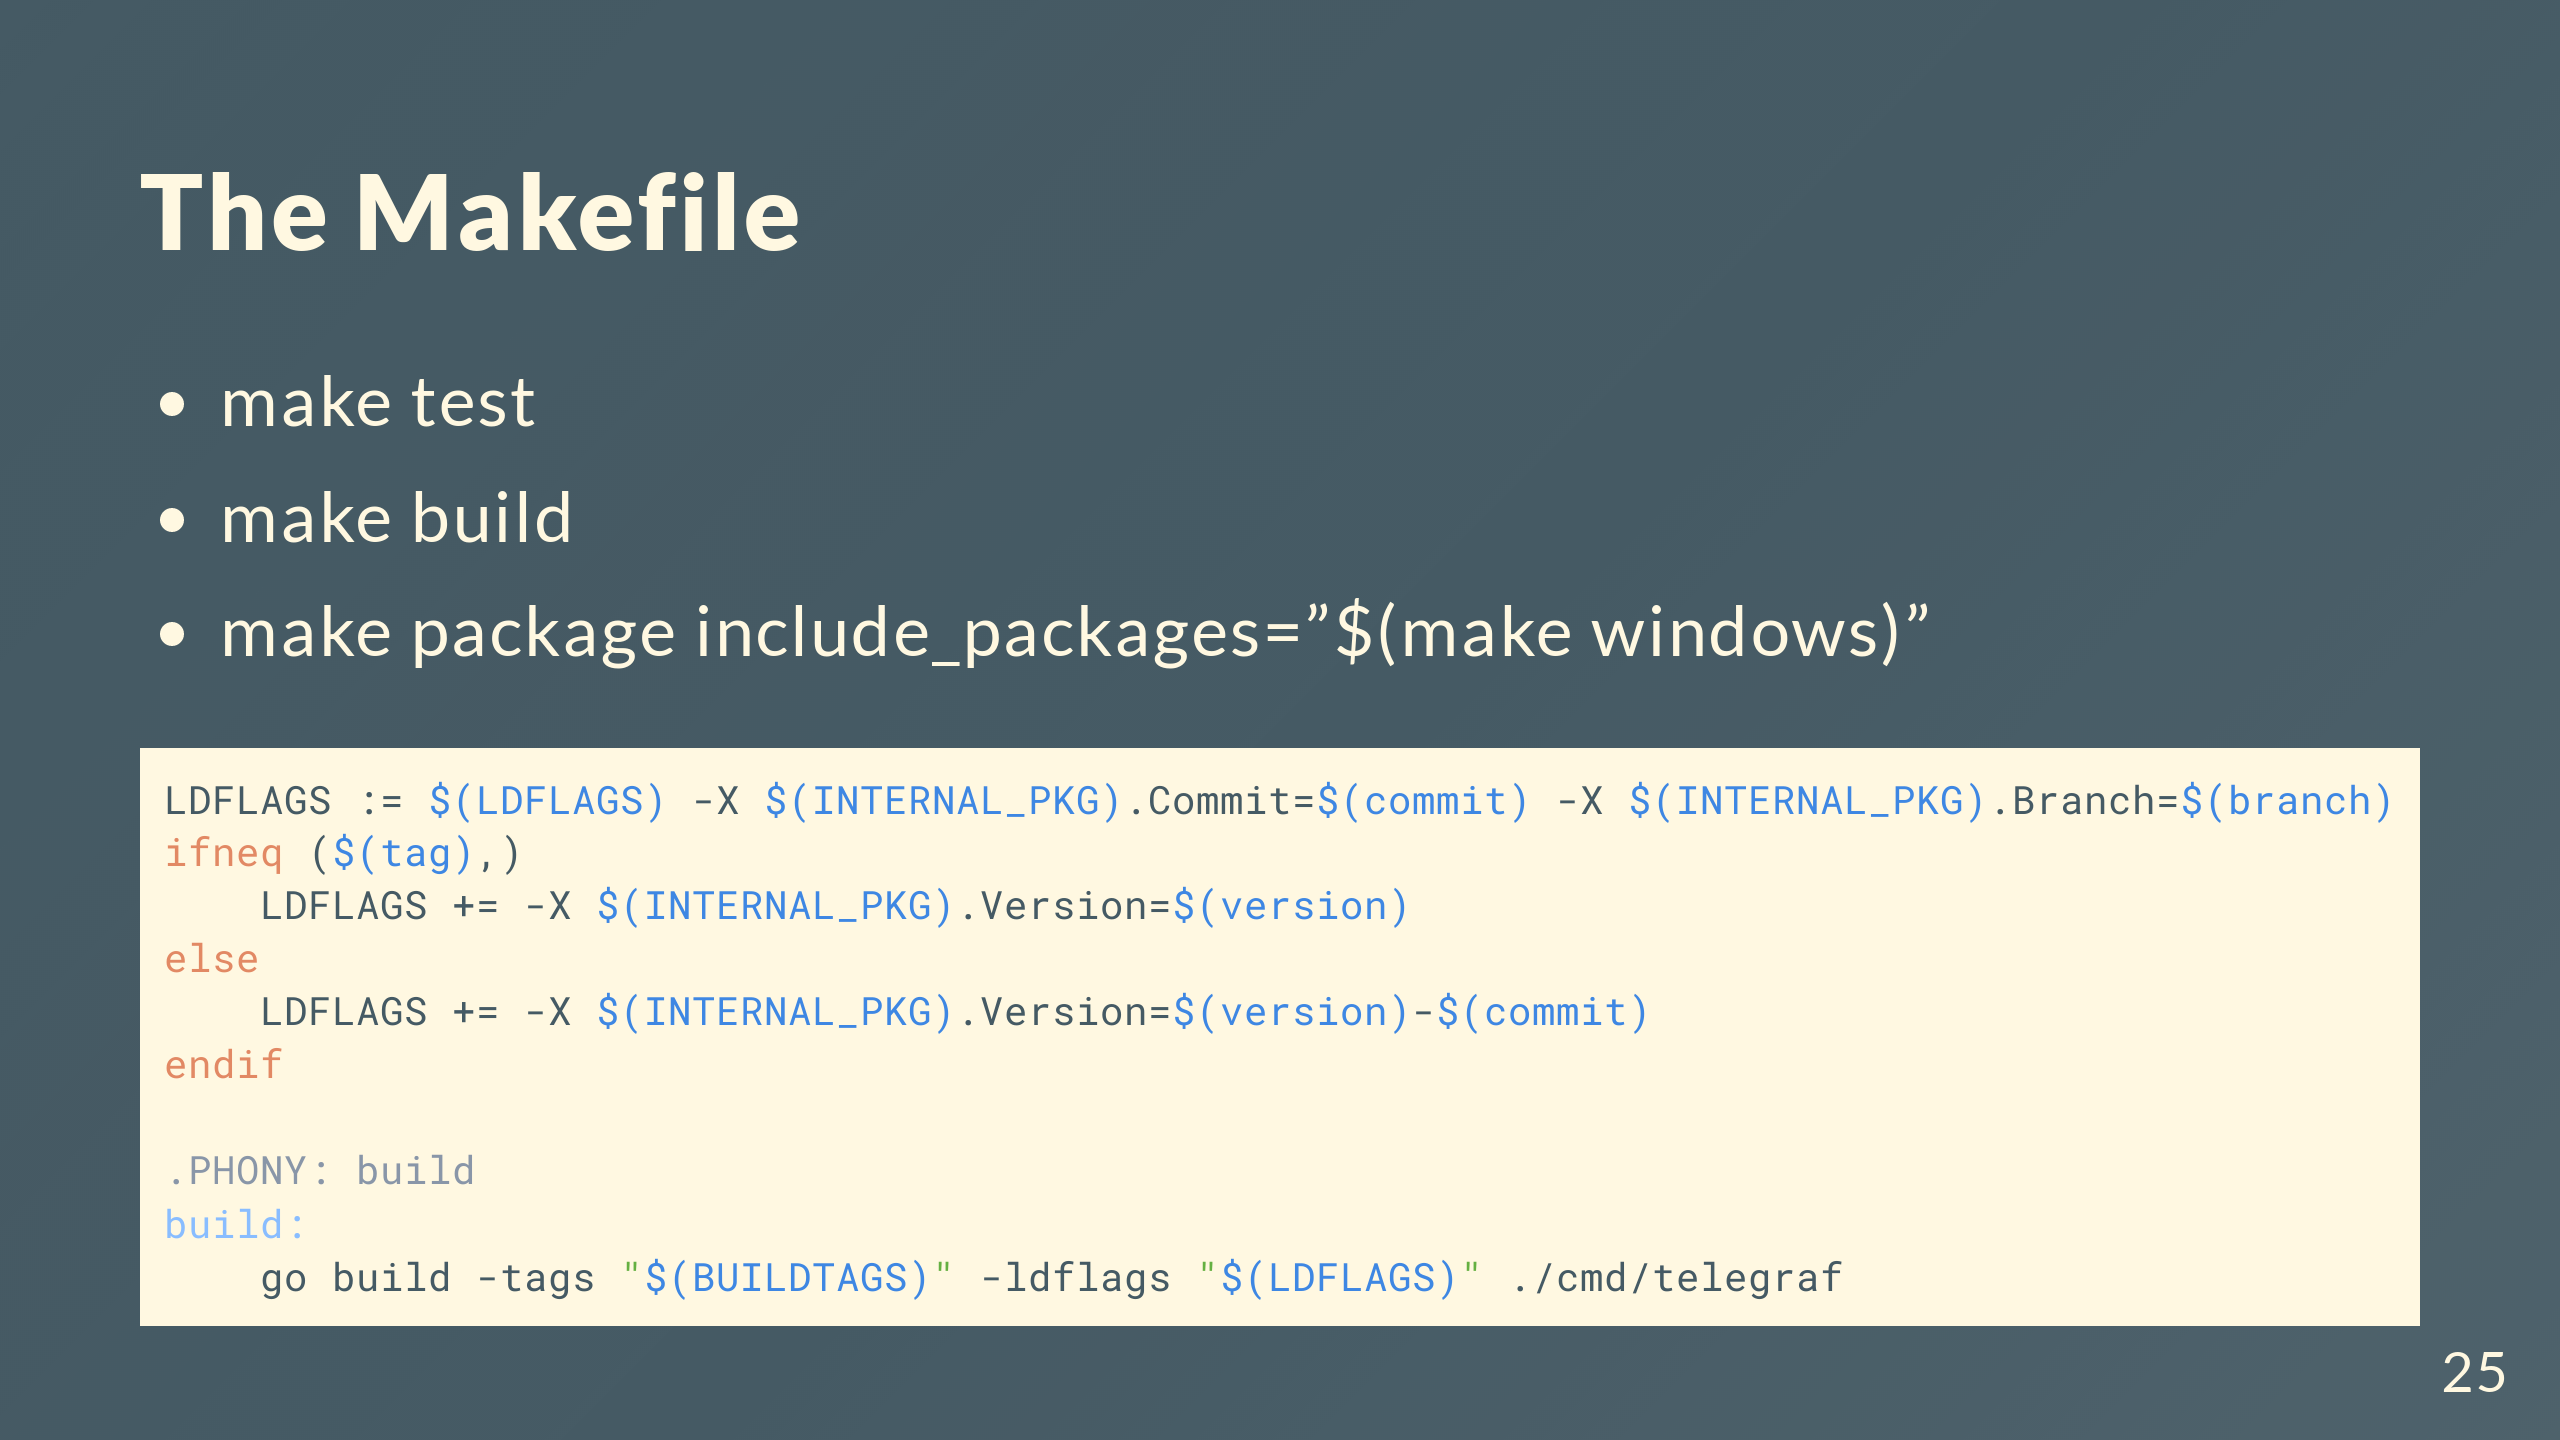 The Makefile
• make test
• make build
• make package include_packages=”$(make windows)”
LDFLAGS := $(LDFLAGS) -X $(INTERNAL_PKG).Commit=$(commit) -X $(INTERNAL_PKG).Branch=$(branch)
ifneq ($(tag),)
    LDFLAGS += -X $(INTERNAL_PKG).Version=$(version)
else
    LDFLAGS += -X $(INTERNAL_PKG).Version=$(version)-$(commit)
endif
.PHONY: build
build:
    go build -tags "$(BUILDTAGS)" -ldflags "$(LDFLAGS)" ./cmd/telegraf
25